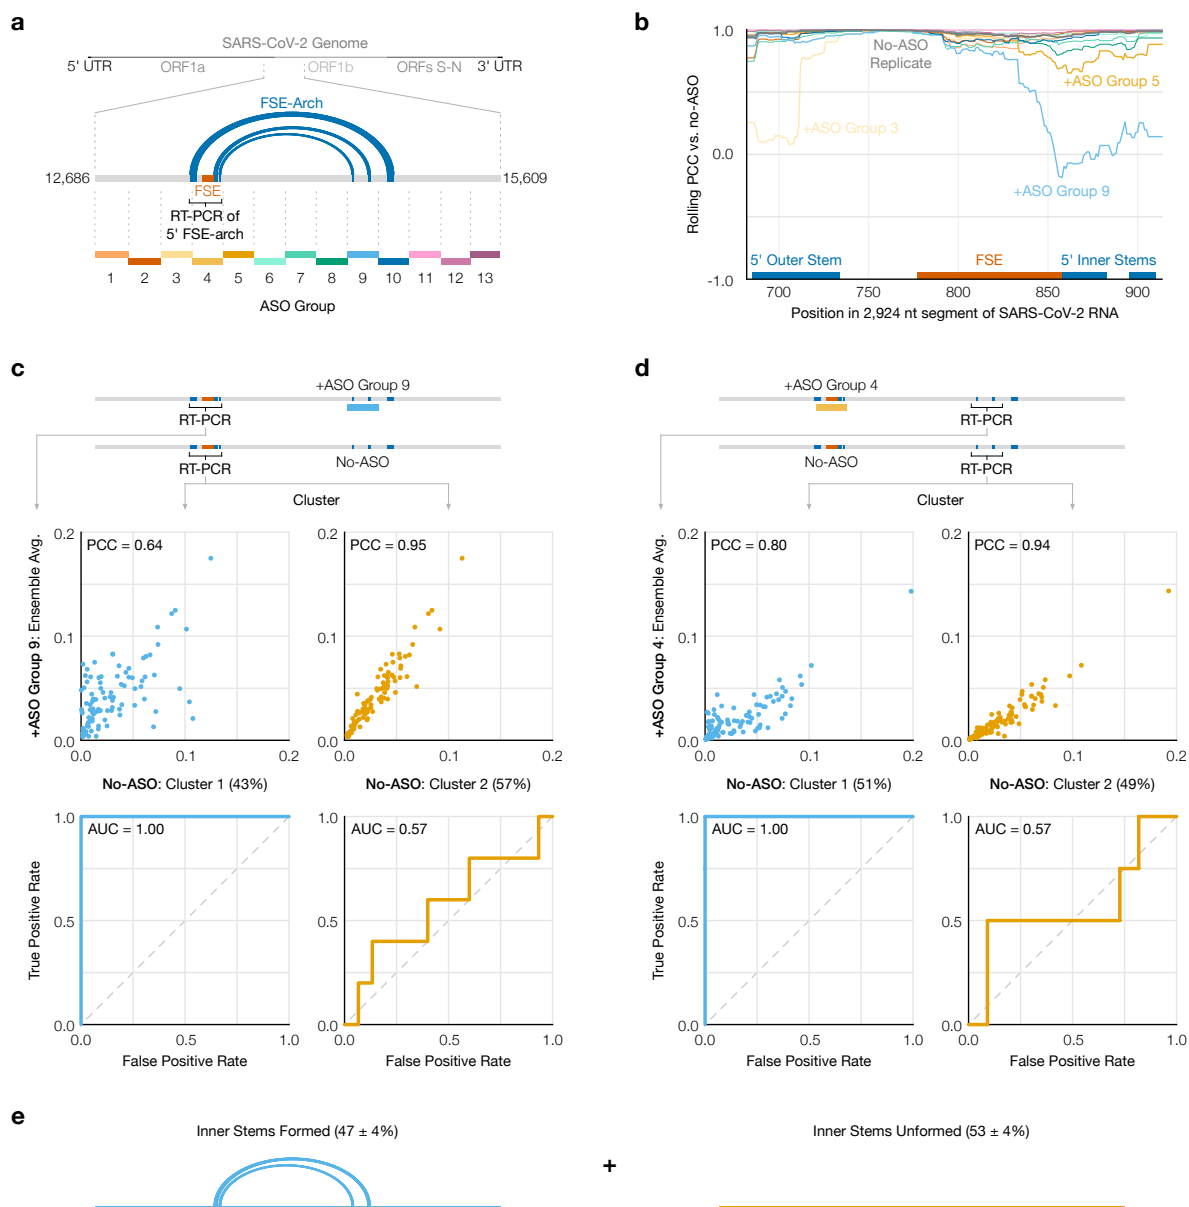 a
SARS-CoV-2 Genome
5' UTR
ORF1a
ORF1b
ORFs S-N
3' UTR
FSE-Arch
12,686
15,609
FSE
RT-PCR of
5' FSE-arch
1 2 3 4 5 6 7 8 9 10 11 12 13
ASO Group
b
Rolling PCC vs. no-ASO
1.0
0.0
-1.0
No-ASO
Replicate
+ASO Group 5
+ASO Group 3
+ASO Group 9
5' Outer Stem
FSE
5' Inner Stems
700 750 800 850 900
Position in 2,924 nt segment of SARS-CoV-2 RNA
c
+ASO Group 9
RT-PCR
No-ASO
RT-PCR
Cluster
+ASO Group 9: Ensemble Avg.
0.2
0.1
0.0
PCC = 0.64
0.0 0.1 0.2
No-ASO: Cluster 1 (43%)
0.2
0.1
0.0
PCC = 0.95
0.0 0.1 0.2
No-ASO: Cluster 2 (57%)
True Positive Rate
1.0
0.5
0.0
AUC = 1.00
0.0 0.5 1.0
False Positive Rate
1.0
0.5
0.0
AUC = 0.57
0.0 0.5 1.0
False Positive Rate
d
+ASO Group 4
RT-PCR
No-ASO
RT-PCR
Cluster
+ASO Group 4: Ensemble Avg.
0.2
0.1
0.0
PCC = 0.80
0.0 0.1 0.2
No-ASO: Cluster 1 (51%)
0.2
0.1
0.0
PCC = 0.94
0.0 0.1 0.2
No-ASO: Cluster 2 (49%)
True Positive Rate
1.0
0.5
0.0
AUC = 1.00
0.0 0.5 1.0
False Positive Rate
1.0
0.5
0.0
AUC = 0.57
0.0 0.5 1.0
False Positive Rate
e
Inner Stems Formed (47 ± 4%)
+
Inner Stems Unformed (53 ± 4%)